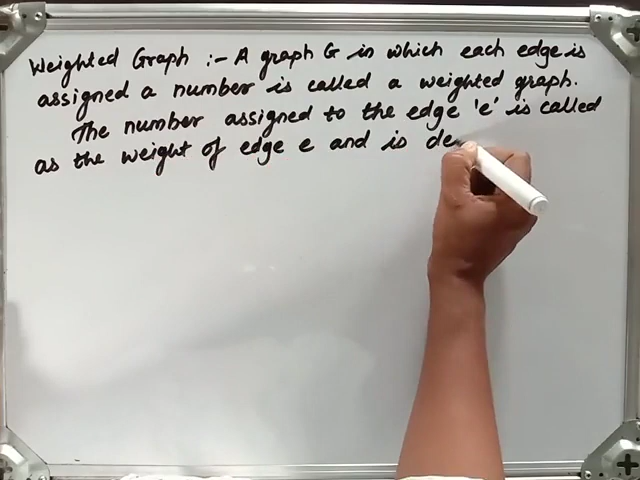 Weighted Graph :- A graph G in which each edge is
assigned a number is called a weighted graph.
The number assigned to the edge 'e' is called
as the weight of edge e and is de